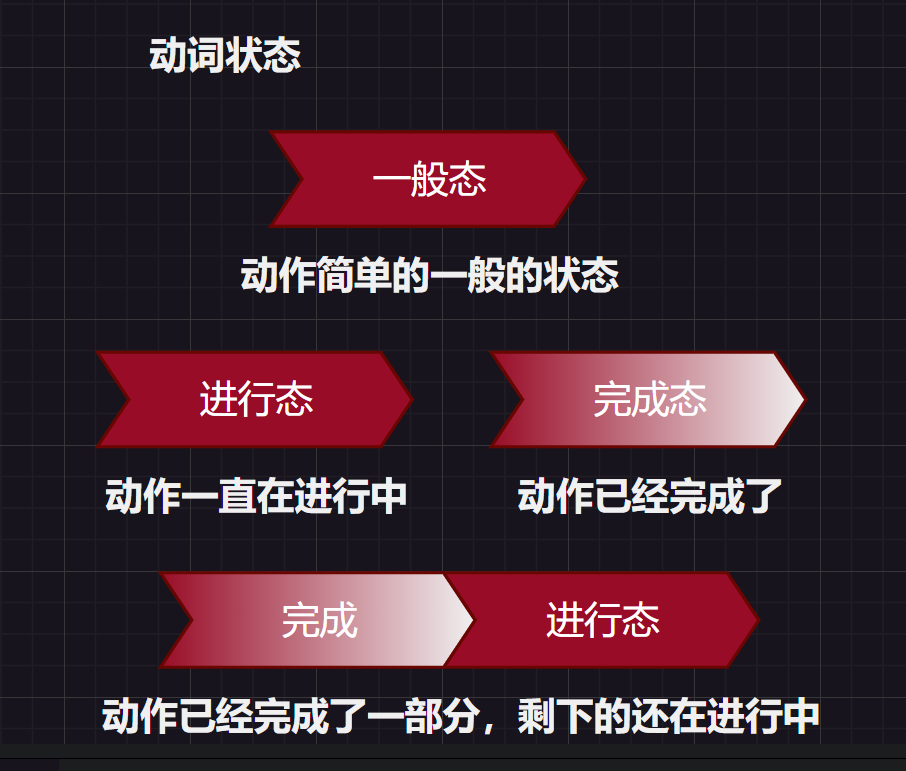 动词状态
一般态
动作简单的一般的状态
进行态 完成态
动作一直在进行中 动作已经完成了
完成 进行态
动作已经完成了一部分，剩下的还在进行中